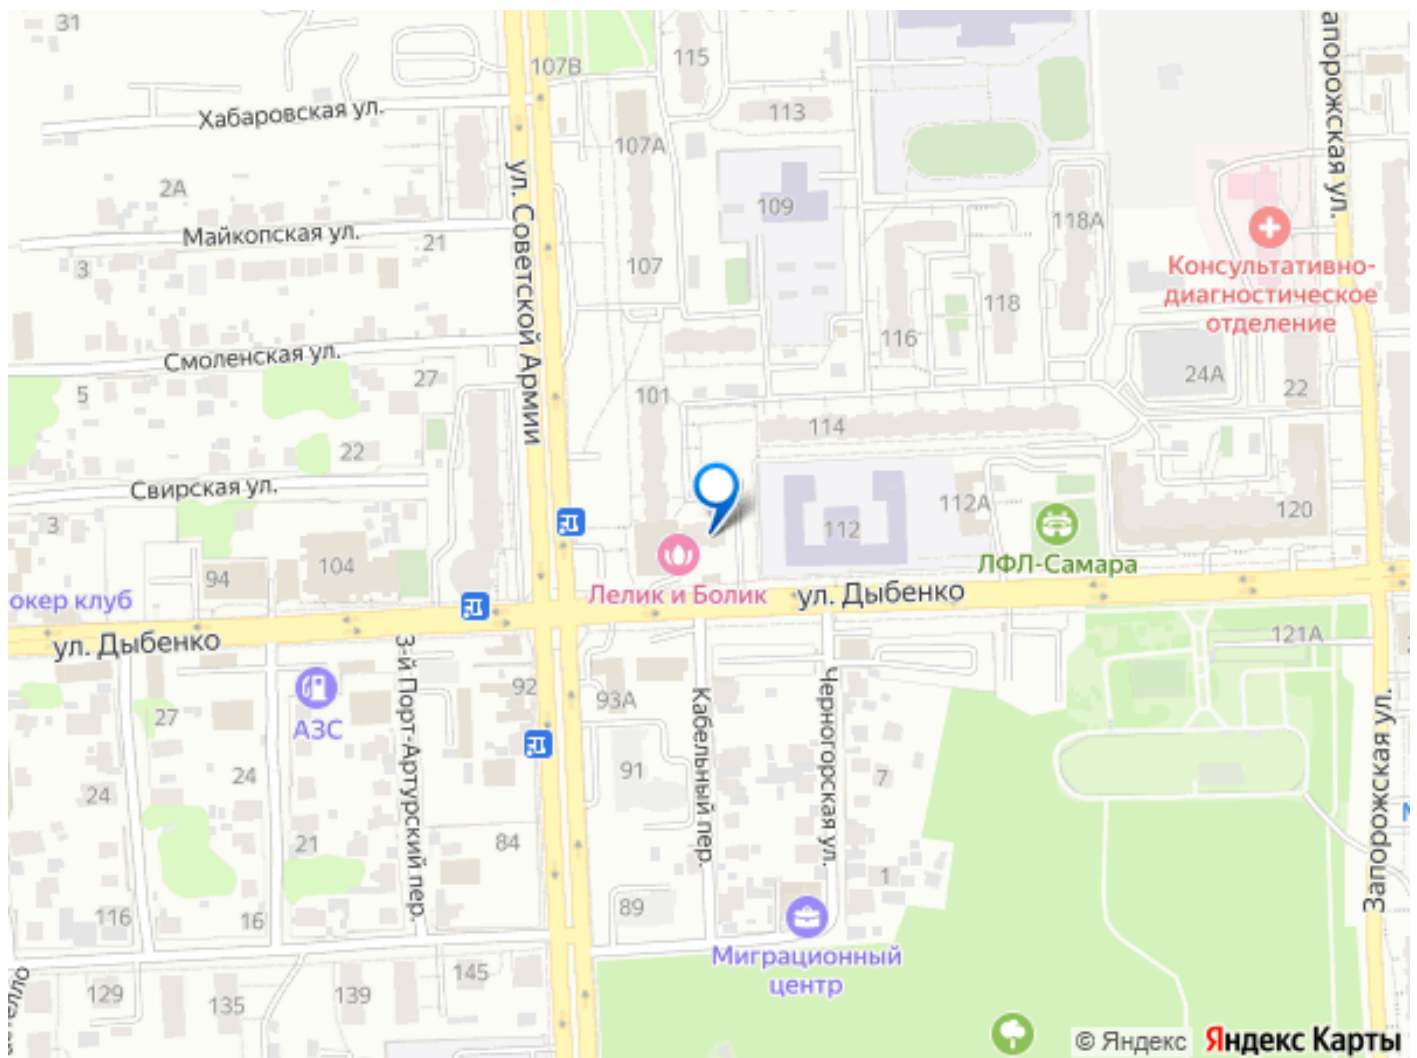 31
115
107В
Хабаровская ул.
113
апорожская ул.
107А
ул. Советской Армии
2А
109
118А
Майкопская ул.
21
3
107
Консультативно-
диагностическое
отделение
118
116
Смоленская ул.
27
5
101
24А
22
114
22
Свирская ул.
3
112
112А
120
ЛФЛ-Самара
94
104
Лелик и Болик
ул. Дыбенко
окер клуб
ул. Дыбенко
3-й Порт-Артурский пер.
121А
АЗС
92
93А
Кабельный пер.
Черногорская ул.
Запорожская ул.
27
24
24
91
7
21
84
1
116
16
89
Миграционный
центр
129
135
139
145
© Яндекс
Яндекс Карты